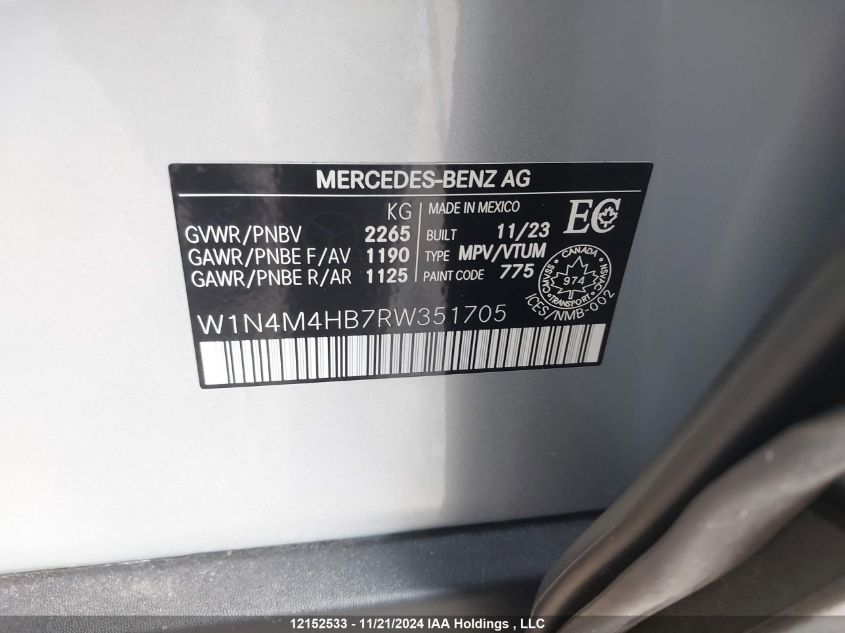 MERCEDES-BENZ AG
KG
GVWR/PNBV 2265
GAWR/PNBE F/AV 1190
GAWR/PNBE R/AR 1125
MADE IN MEXICO
BUILT 11/23
TYPE MPV/VTUM
PAINT CODE 775
EC
CANADA
CMVSS
974
NSVAC
TRANSPORT
ICES/NMB-002
W1N4M4HB7RW351705
12152533 - 11/21/2024 IAA Holdings , LLC